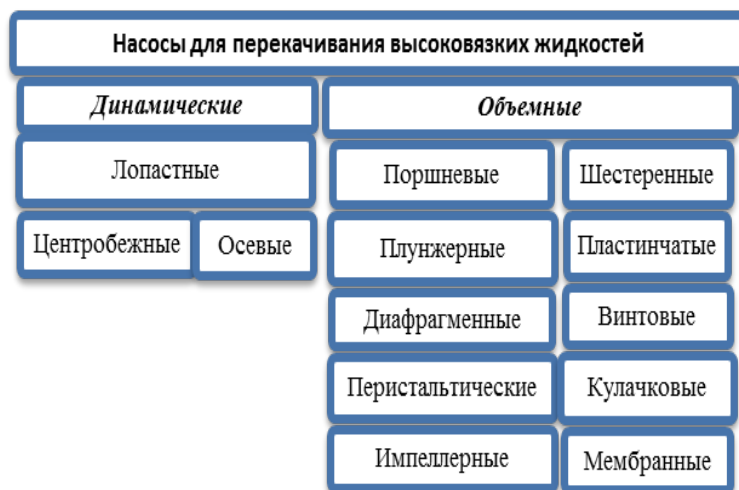 Насосы для перекачивания высоковязких жидкостей
Динамические
Объемные
Лопастные
Поршневые
Шестеренные
Центробежные
Осевые
Плунжерные
Пластинчатые
Диафрагменные
Винтовые
Перистальтические
Кулачковые
Импеллерные
Мембранные